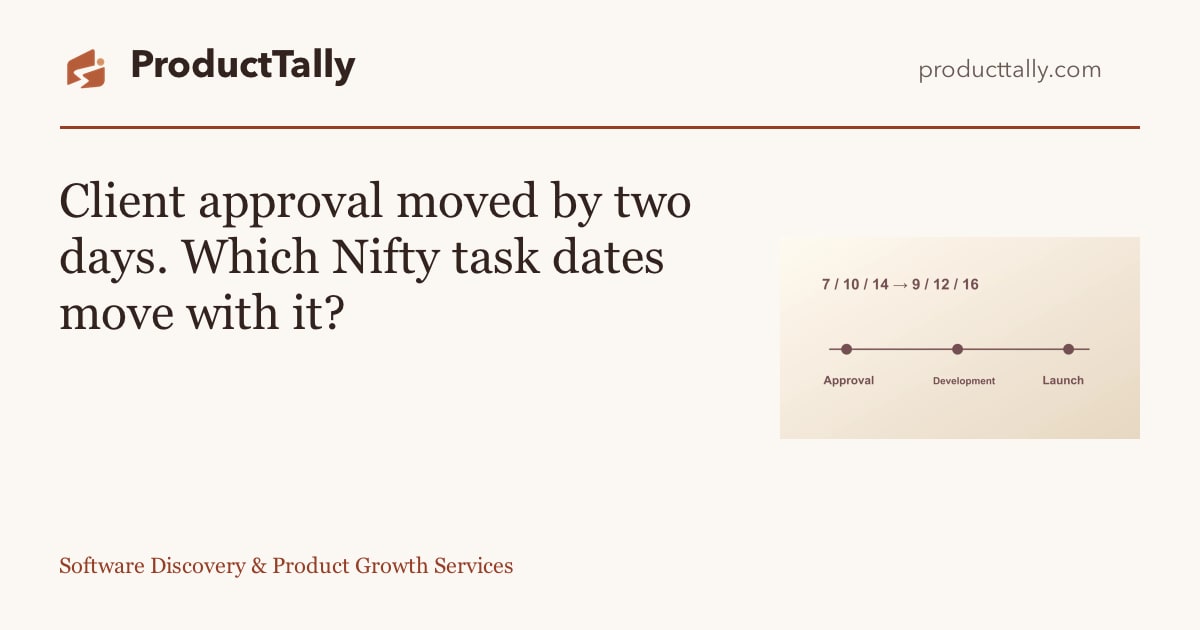 ProductTally
producttally.com
Client approval moved by two
days. Which Nifty task dates
move with it?
7 / 10 / 14 → 9 / 12 / 16
Approval
Development
Launch
Software Discovery & Product Growth Services